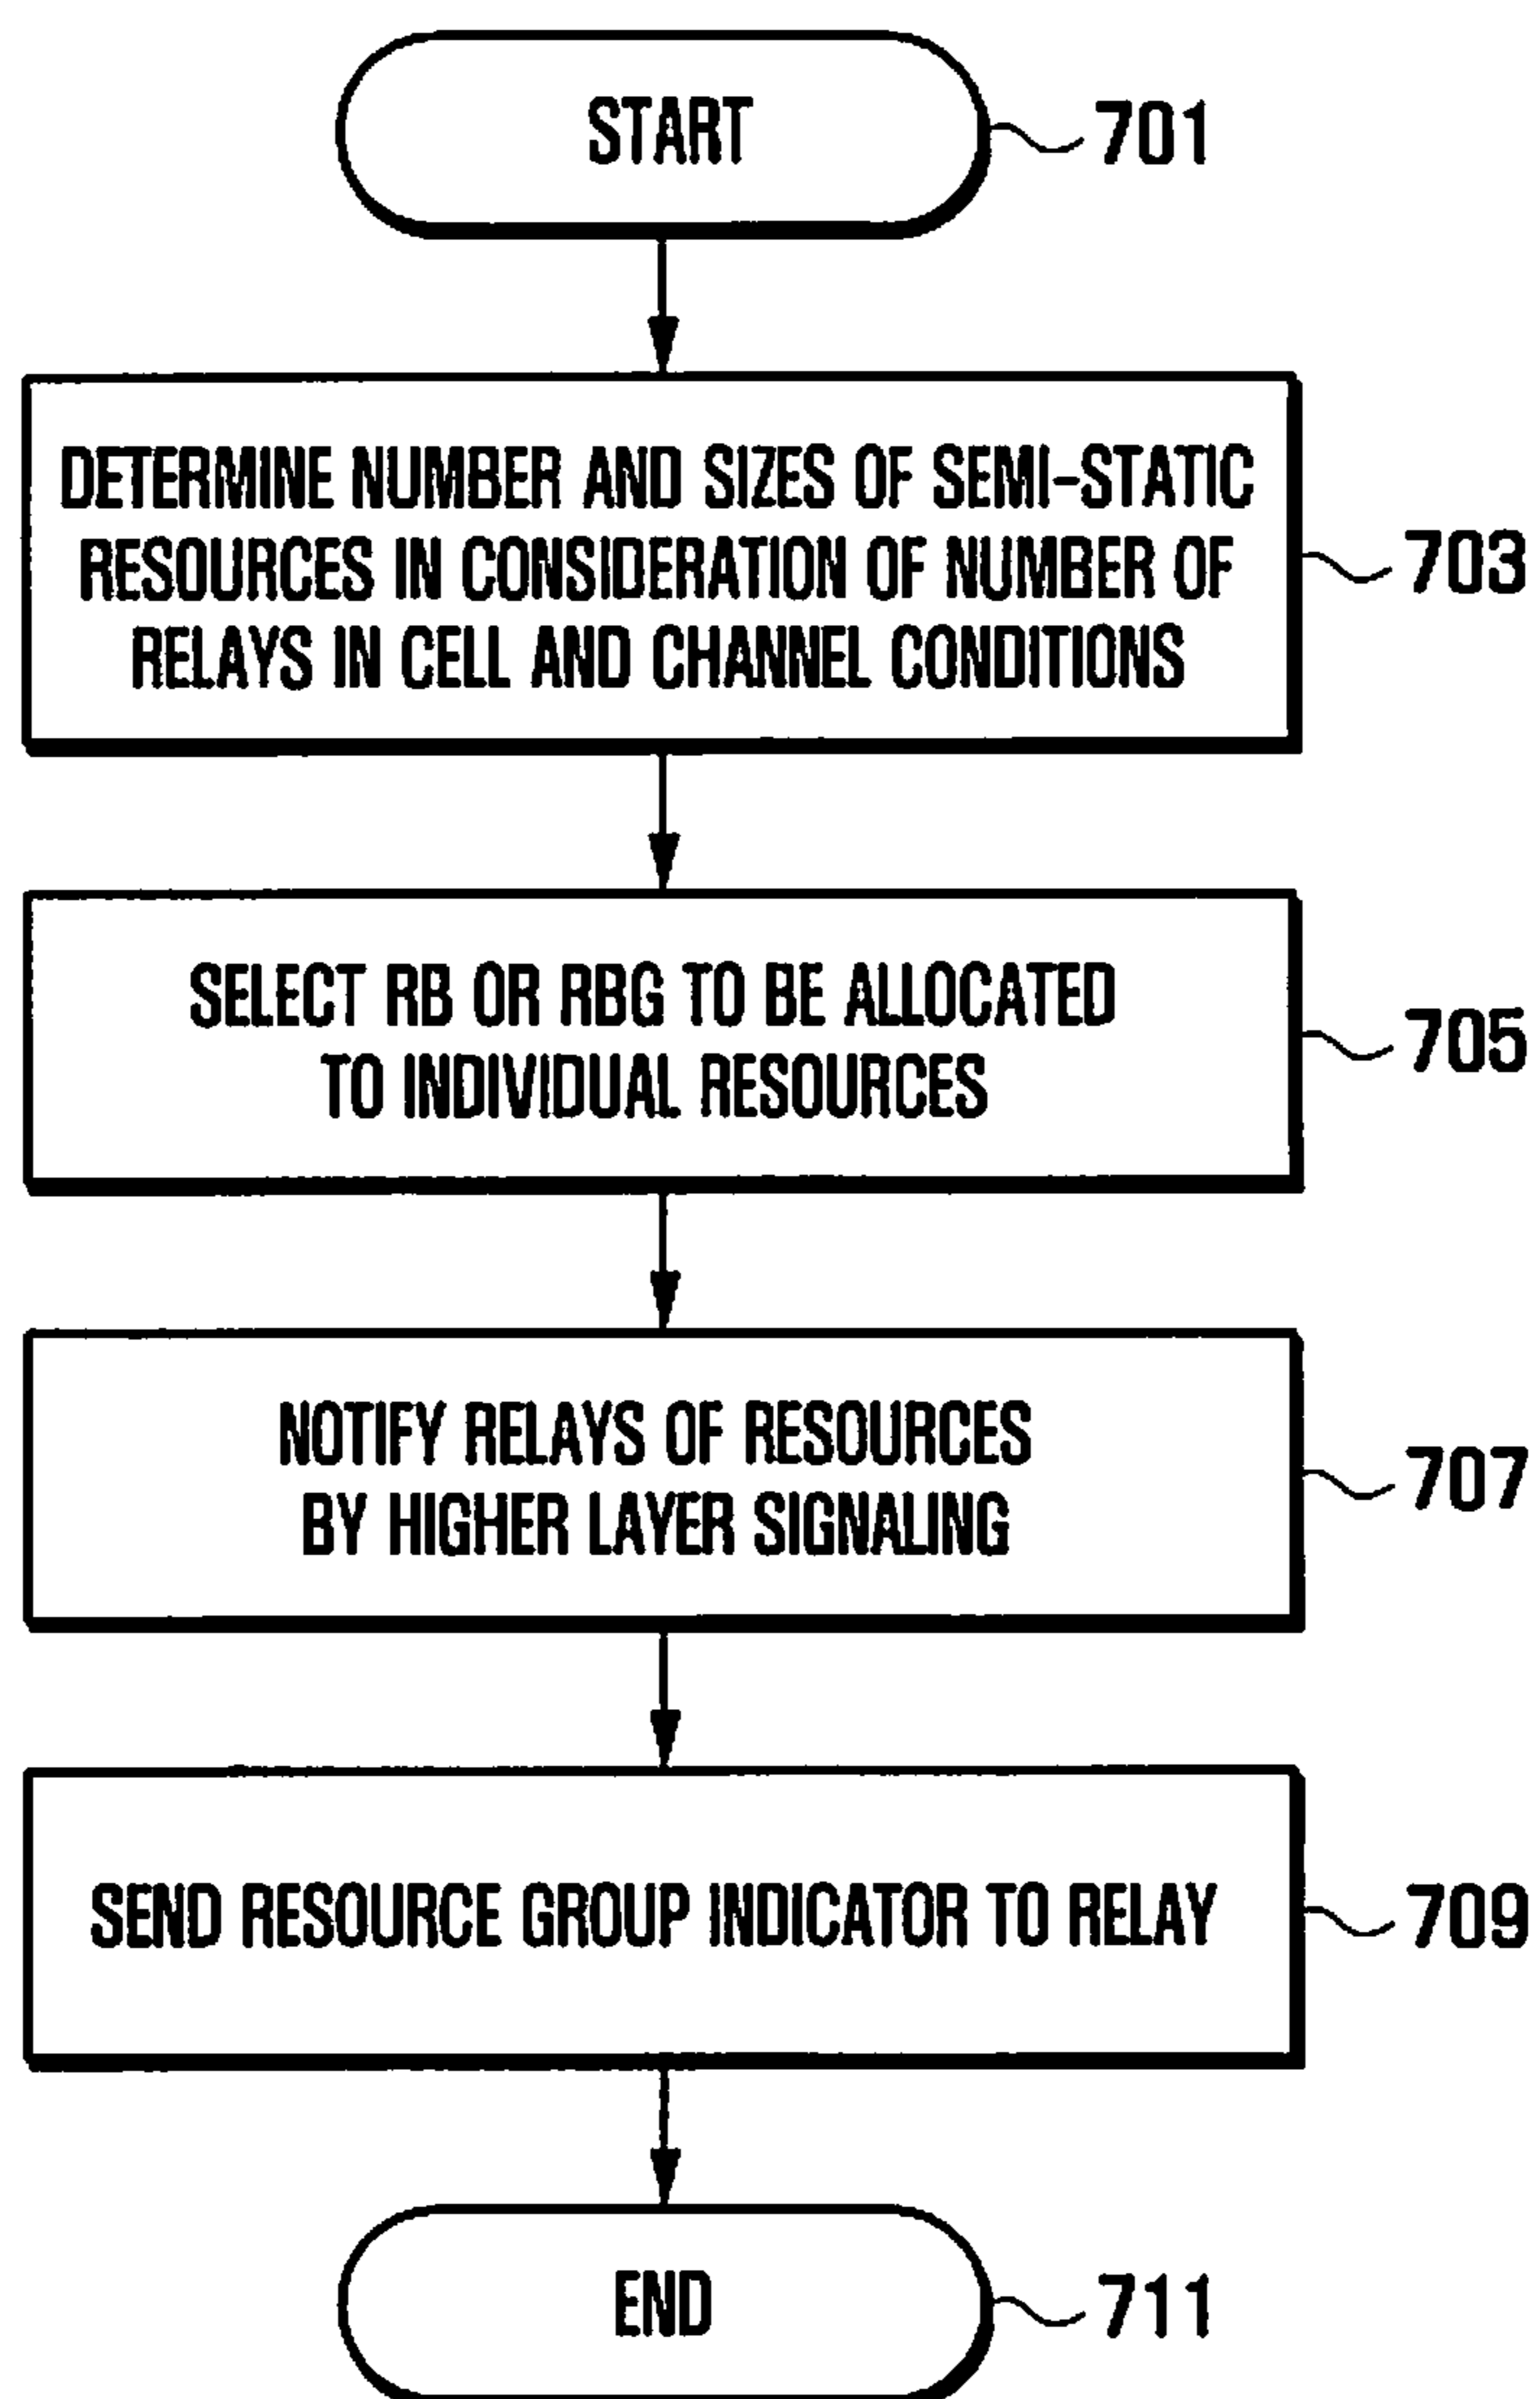 START
701
DETERMINE NUMBER AND SIZES OF SEMI-STATIC
RESOURCES IN CONSIDERATION OF NUMBER OF
RELAYS IN CELL AND CHANNEL CONDITIONS
703
SELECT RB OR RBG TO BE ALLOCATED
TO INDIVIDUAL RESOURCES
705
NOTIFY RELAYS OF RESOURCES
BY HIGHER LAYER SIGNALING
707
SEND RESOURCE GROUP INDICATOR TO RELAY
709
END
711